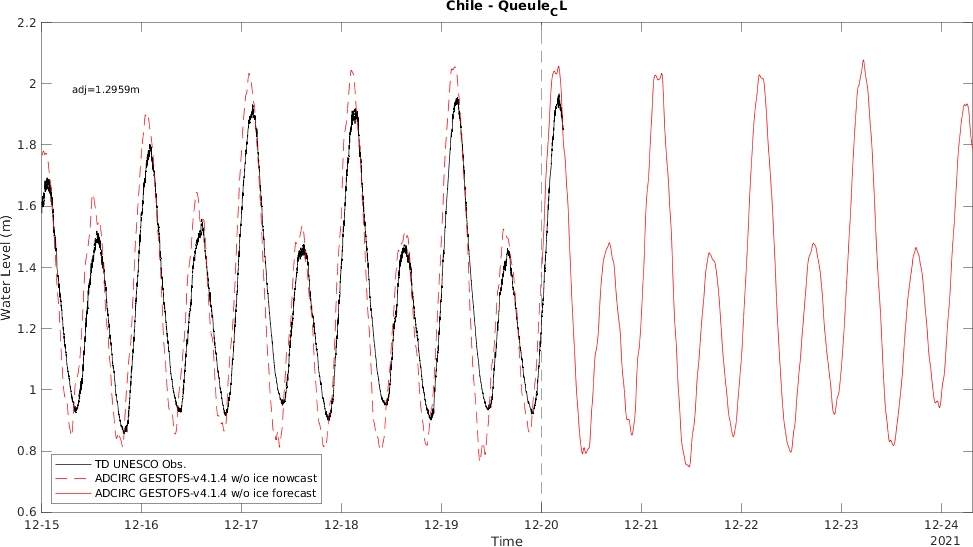 Chile - Queule_CL
2.2
2
1.8
1.6
1.4
1.2
1
0.8
0.6
Water Level (m)
adj=1.2959m
TD UNESCO Obs.
ADCIRC GESTOFS-v4.1.4 w/o ice nowcast
ADCIRC GESTOFS-v4.1.4 w/o ice forecast
12-15 12-16 12-17 12-18 12-19 12-20 12-21 12-22 12-23 12-24
Time
2021